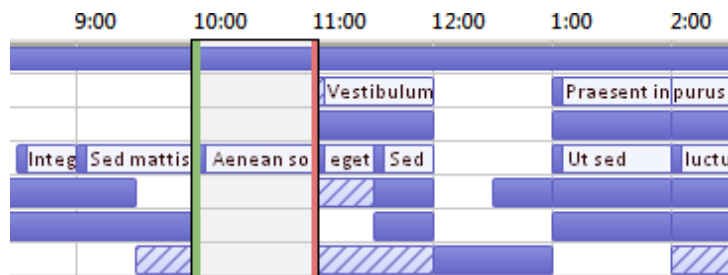 9:00 10:00 11:00 12:00 1:00 2:00
Vestibulum Praesent in purus
Integ Sed mattis Aenean so eget Sed Ut sed luctu